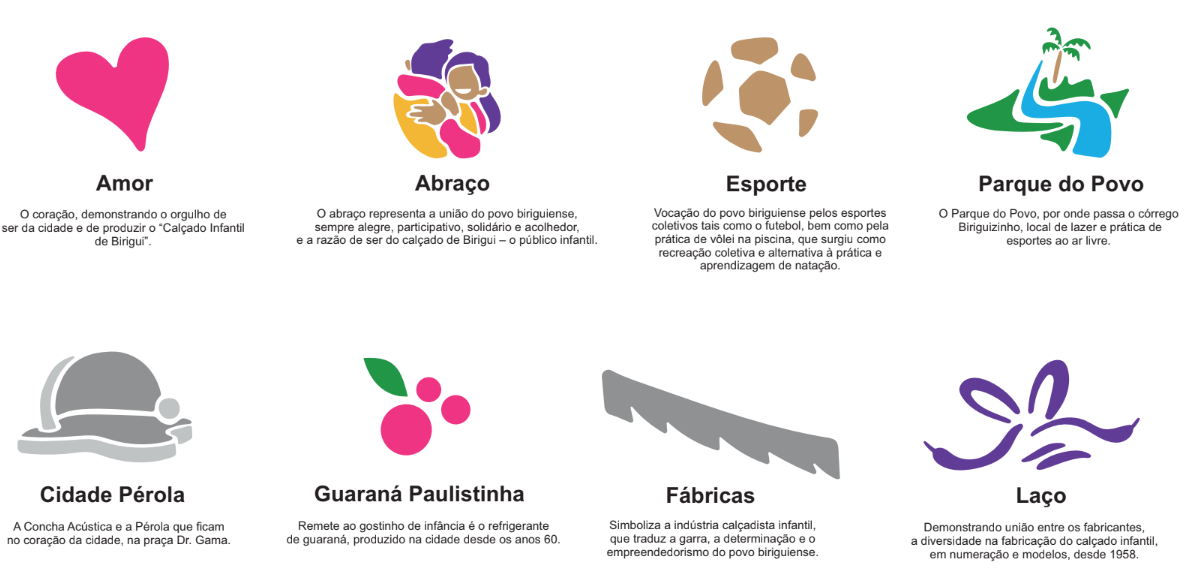 Amor
O coração, demonstrando o orgulho de
ser da cidade e de produzir o “Calçado Infantil
de Birigui”.
Abraço
O abraço representa a união do povo biriguiense,
sempre alegre, participativo, solidário e acolhedor,
e a razão de ser do calçado de Birigui – o público infantil.
Esporte
Vocação do povo biriguiense pelos esportes
coletivos tais como o futebol, bem como pela
prática de vôlei na piscina, que surgiu como
recreação coletiva e alternativa à prática e
aprendizagem de natação.
Parque do Povo
O Parque do Povo, por onde passa o córrego
Biriguizinho, local de lazer e prática de
esportes ao ar livre.
Cidade Pérola
A Concha Acústica e a Pérola que ficam
no coração da cidade, na praça Dr. Gama.
Guaraná Paulistinha
Remete ao gostinho de infância é o refrigerante
de guaraná, produzido na cidade desde os anos 60.
Fábricas
Simboliza a indústria calçadista infantil,
que traduz a garra, a determinação e o
empreendedorismo do povo biriguiense.
Laço
Demonstrando união entre os fabricantes,
a diversidade na fabricação do calçado infantil,
em numeração e modelos, desde 1958.